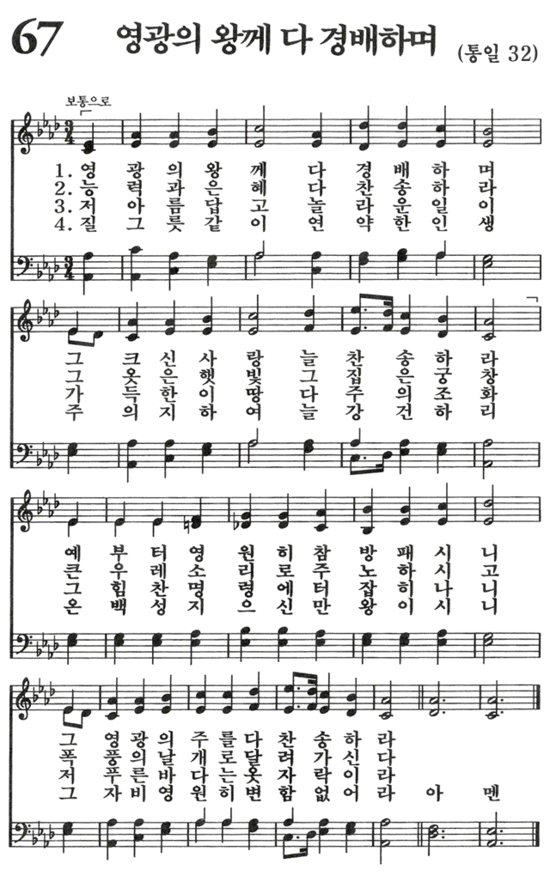 67 영광의 왕께 다 경배하며 (통일 32)
보통으로
1. 영 광 의 왕 께 다 경 배 하 며
2. 능 력 과 은 혜 다 찬 송 하 라
3. 저 아 름 답 고 놀 라 운 일 이
4. 질 그 릇 같 이 연 약 한 인 생
그 크 신 사 랑 늘 찬 송 하 라
그 옷 은 햇 빛 그 집 은 궁 창
가 득 한 이 땅 다 주 의 조 화
주 의 지 하 여 늘 강 건 하 리
예 부 터 영 원 히 참 방 패 시 니
큰 우 레 소 리 로 주 노 하 시 고
그 힘 찬 명 령 에 터 잡 히 나 니
온 백 성 지 으 신 만 왕 이 시 니
그 영 광 의 주 를 다 찬 송 하 라
폭 풍 의 날 개 로 달 려 가 신 다
저 푸 른 바 다 는 옷 자 락 이 라
그 자 비 영 원 히 변 함 없 어 라 아 멘